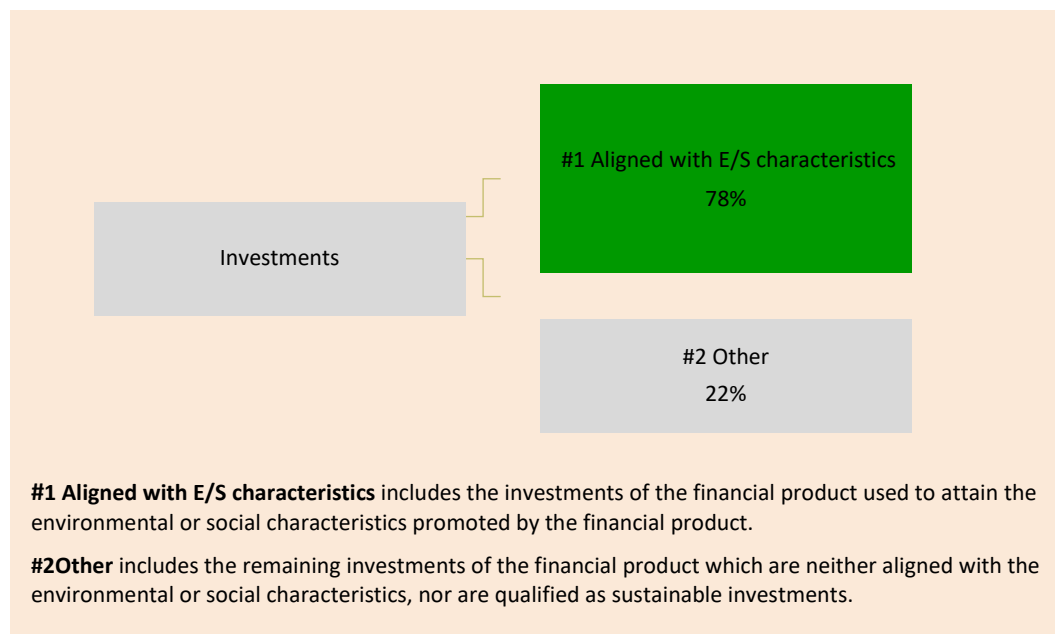 #1 Aligned with E/S characteristics
78%
Investments
#2 Other
22%
#1 Aligned with E/S characteristics includes the investments of the financial product used to attain the
environmental or social characteristics promoted by the financial product.
#2Other includes the remaining investments of the financial product which are neither aligned with the
environmental or social characteristics, nor are qualified as sustainable investments.